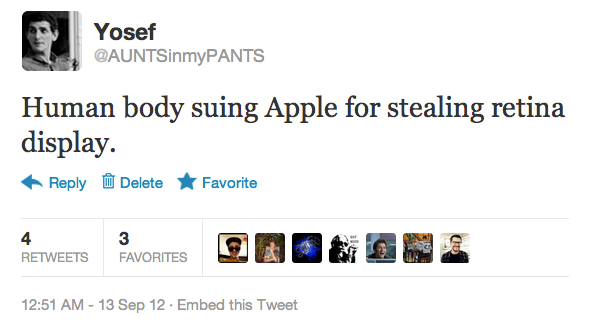 Yosef
@AUNTSinmyPANTS
Human body suing Apple for stealing retina
display.
Reply Delete Favorite
4 3
RETWEETS FAVORITES
12:51 AM - 13 Sep 12 · Embed this Tweet